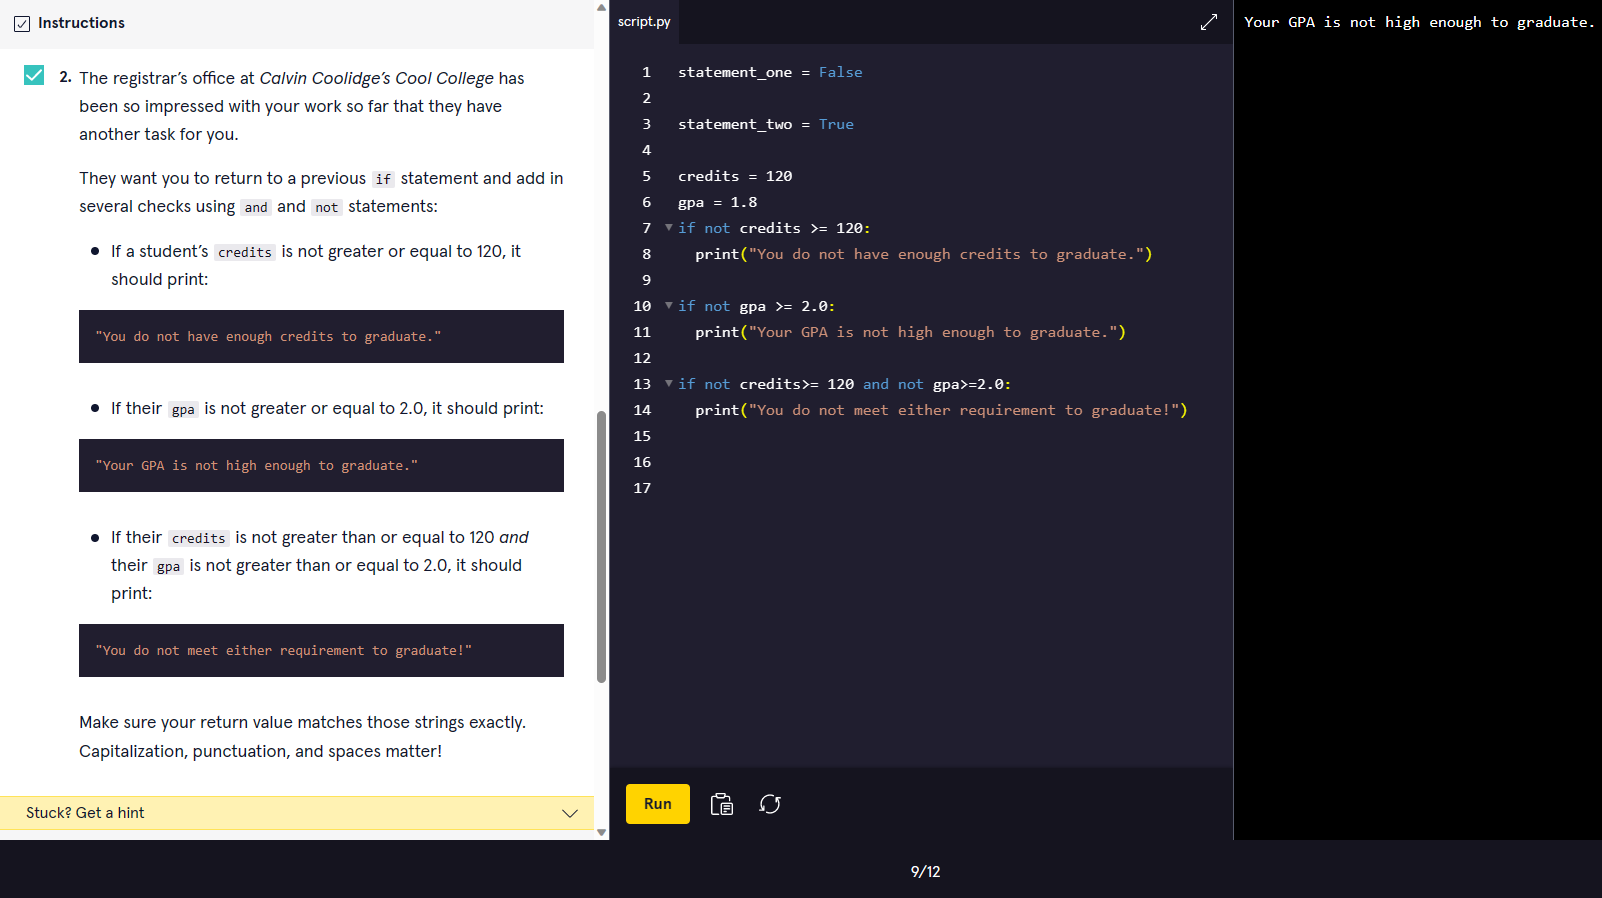 Instructions
2. The registrar's office at Calvin Coolidge's Cool College has
been so impressed with your work so far that they have
another task for you.
They want you to return to a previous if statement and add in
several checks using and and not statements:
• If a student's credits is not greater or equal to 120, it
should print:
"You do not have enough credits to graduate."
• If their gpa is not greater or equal to 2.0, it should print:
"Your GPA is not high enough to graduate."
• If their credits is not greater than or equal to 120 and
their gpa is not greater than or equal to 2.0, it should
print:
"You do not meet either requirement to graduate!"
Make sure your return value matches those strings exactly.
Capitalization, punctuation, and spaces matter!
Stuck? Get a hint
script.py
1 statement_one = False
2
3 statement_two = True
4
5 credits = 120
6 gpa = 1.8
7 if not credits >= 120:
8 print("You do not have enough credits to graduate.")
9
10 if not gpa >= 2.0:
11 print("Your GPA is not high enough to graduate.")
12
13 if not credits>= 120 and not gpa>=2.0:
14 print("You do not meet either requirement to graduate!")
15
16
17
Run
Your GPA is not high enough to graduate.
9/12